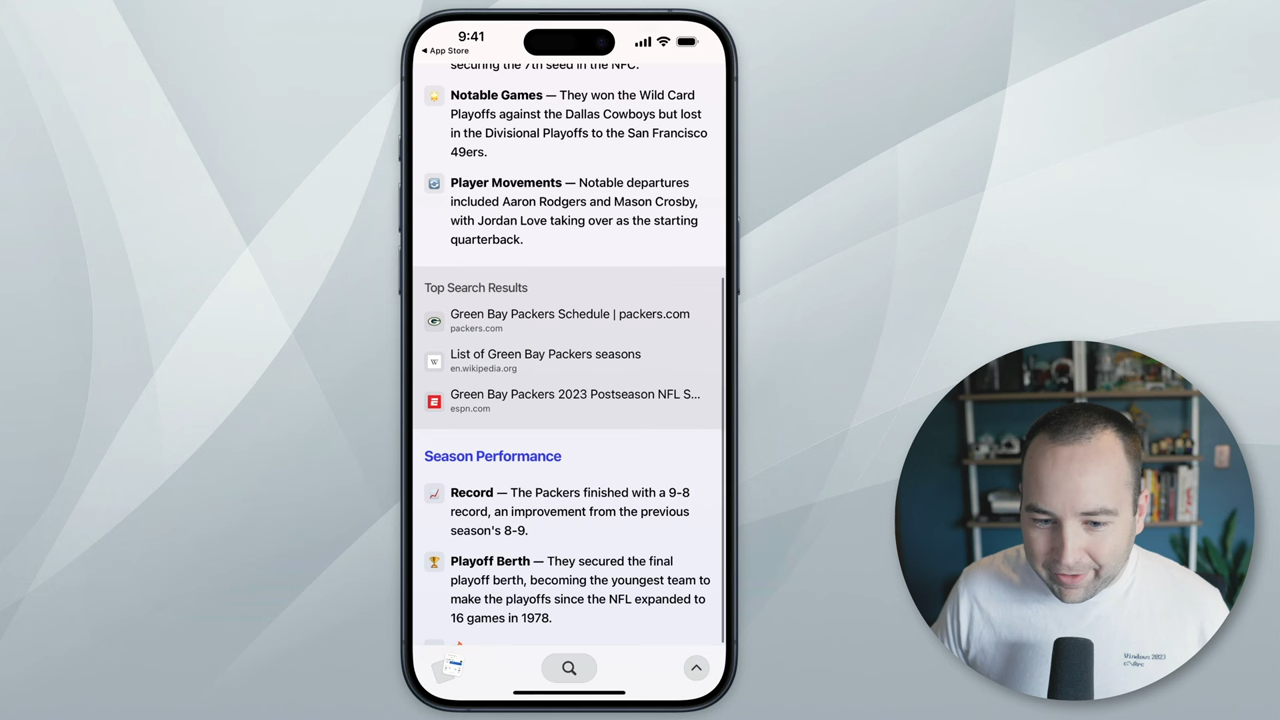 9:41
◀ App Store
securing the 7th seed in the NFC.
Notable Games — They won the Wild Card
Playoffs against the Dallas Cowboys but lost
in the Divisional Playoffs to the San Francisco
49ers.
Player Movements — Notable departures
included Aaron Rodgers and Mason Crosby,
with Jordan Love taking over as the starting
quarterback.
Top Search Results
Green Bay Packers Schedule | packers.com
packers.com
List of Green Bay Packers seasons
en.wikipedia.org
Green Bay Packers 2023 Postseason NFL S...
espn.com
Season Performance
Record — The Packers finished with a 9-8
record, an improvement from the previous
season's 8-9.
Playoff Berth — They secured the final
playoff berth, becoming the youngest team to
make the playoffs since the NFL expanded to
16 games in 1978.
Windows 2023